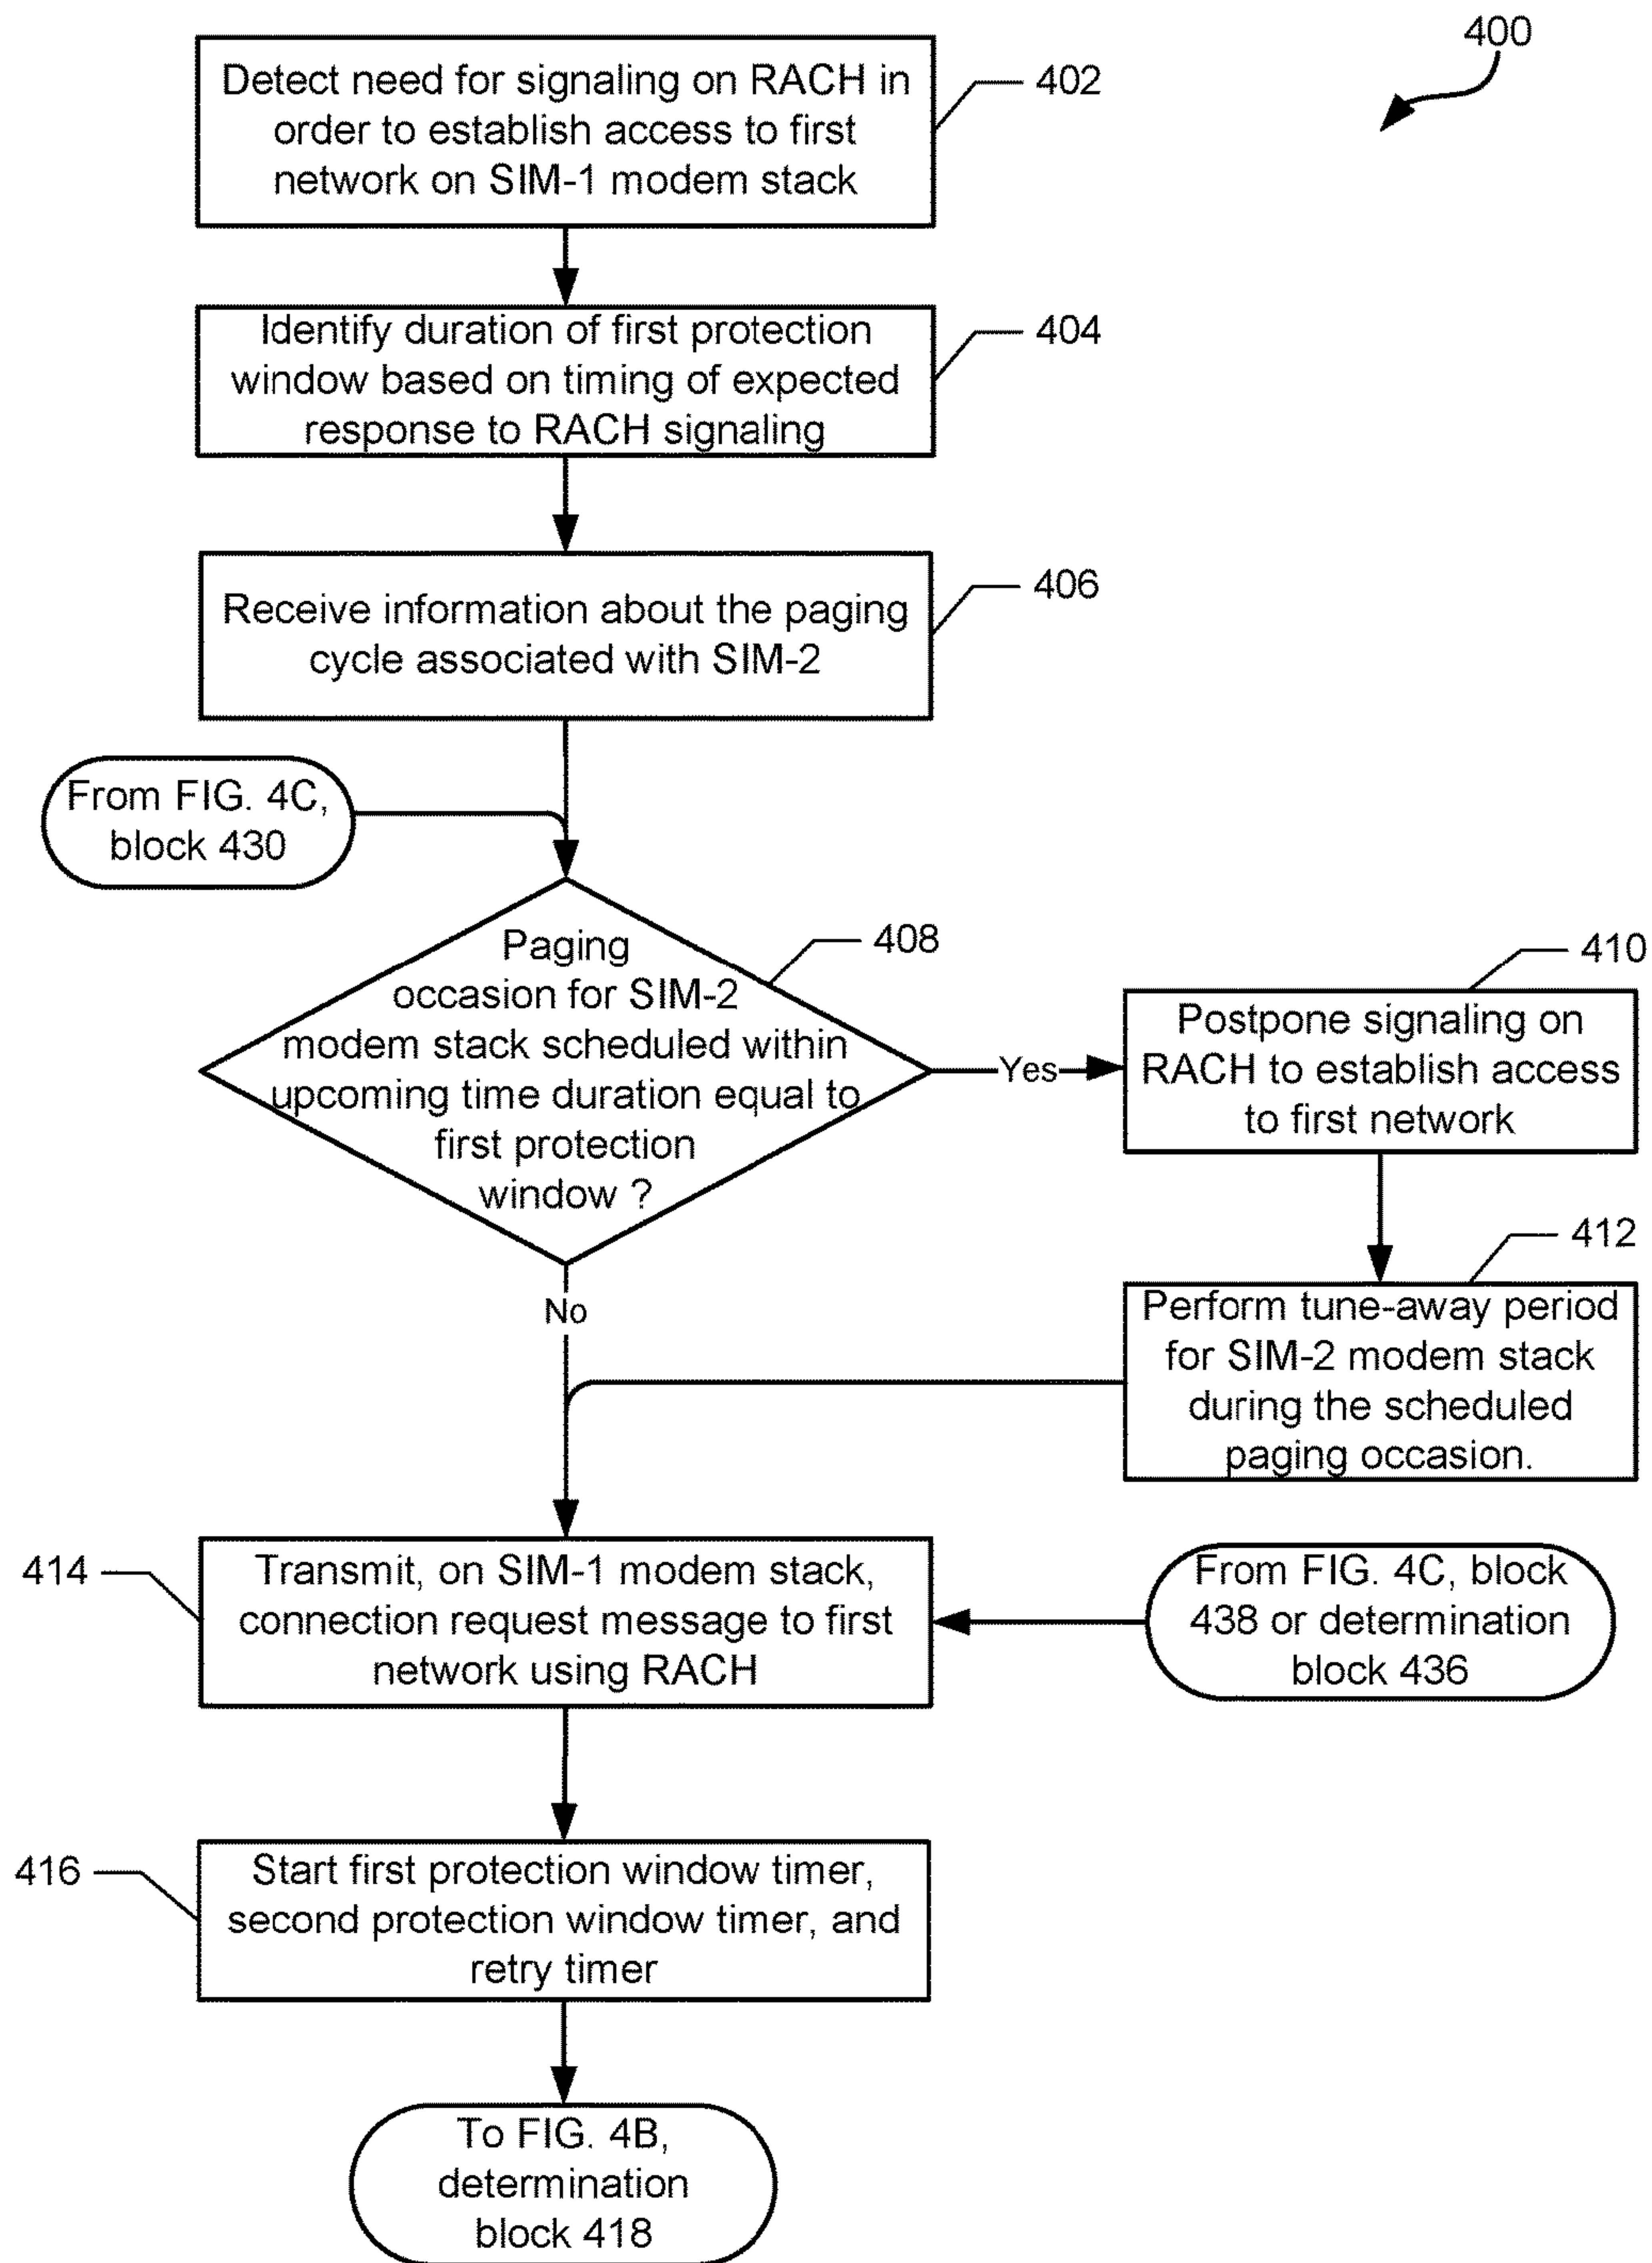 400
Detect need for signaling on RACH in
order to establish access to first
network on SIM-1 modem stack
402
Identify duration of first protection
window based on timing of expected
response to RACH signaling
404
Receive information about the paging
cycle associated with SIM-2
406
From FIG. 4C,
block 430
Paging
occasion for SIM-2
modem stack scheduled within
upcoming time duration equal to
first protection
window ?
408
Yes
No
410
Postpone signaling on
RACH to establish access
to first network
412
Perform tune-away period
for SIM-2 modem stack
during the scheduled
paging occasion.
414
Transmit, on SIM-1 modem stack,
connection request message to first
network using RACH
From FIG. 4C, block
438 or determination
block 436
416
Start first protection window timer,
second protection window timer, and
retry timer
To FIG. 4B,
determination
block 418